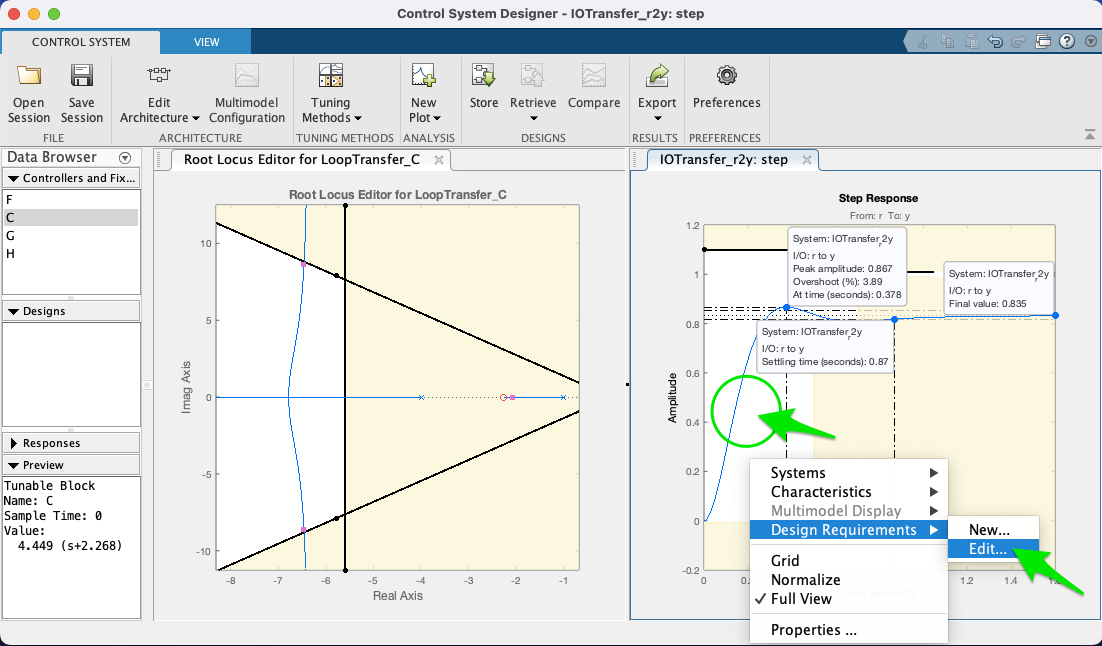 Control System Designer - IOTransfer_r2y: step
CONTROL SYSTEM
VIEW
Open Session
Save Session
FILE
Edit Architecture
Multimodel Configuration
ARCHITECTURE
Tuning Methods
TUNING METHODS
New Plot
ANALYSIS
Store
Retrieve
Compare
DESIGNS
Export
RESULTS
Preferences
PREFERENCES
Data Browser
Controllers and Fix...
F
C
G
H
Designs
Responses
Preview
Tunable Block
Name: C
Sample Time: 0
Value:
4.449 (s+2.268)
Root Locus Editor for LoopTransfer_C
Root Locus Editor for LoopTransfer_C
Imag Axis
10
5
0
-5
-10
-8
-7
-6
-5
-4
-3
-2
-1
Real Axis
IOTransfer_r2y: step
Step Response
From: r To: y
Amplitude
1.2
1
0.8
0.6
0.4
0.2
0
-0.2
System: IOTransfer_r2y
I/O: r to y
Peak amplitude: 0.867
Overshoot (%): 3.89
At time (seconds): 0.378
System: IOTransfer_r2y
I/O: r to y
Final value: 0.835
System: IOTransfer_r2y
I/O: r to y
Settling time (seconds): 0.87
Systems
Characteristics
Multimodel Display
Design Requirements
Grid
Normalize
Full View
Properties ...
New...
Edit...
0
1.2
1.4
1.6